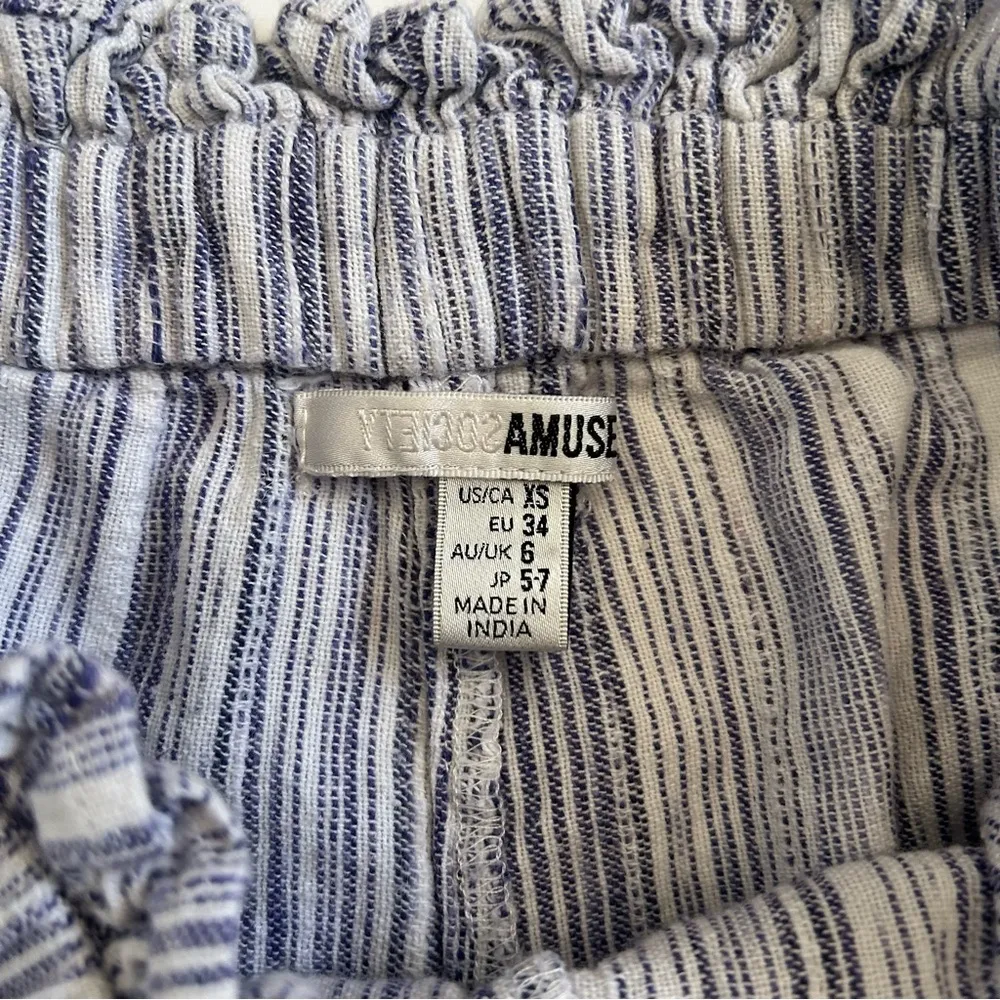 SOCIETY AMUSE
US/CA XS
EU 34
AU/UK 6
JP 5-7
MADE IN
INDIA